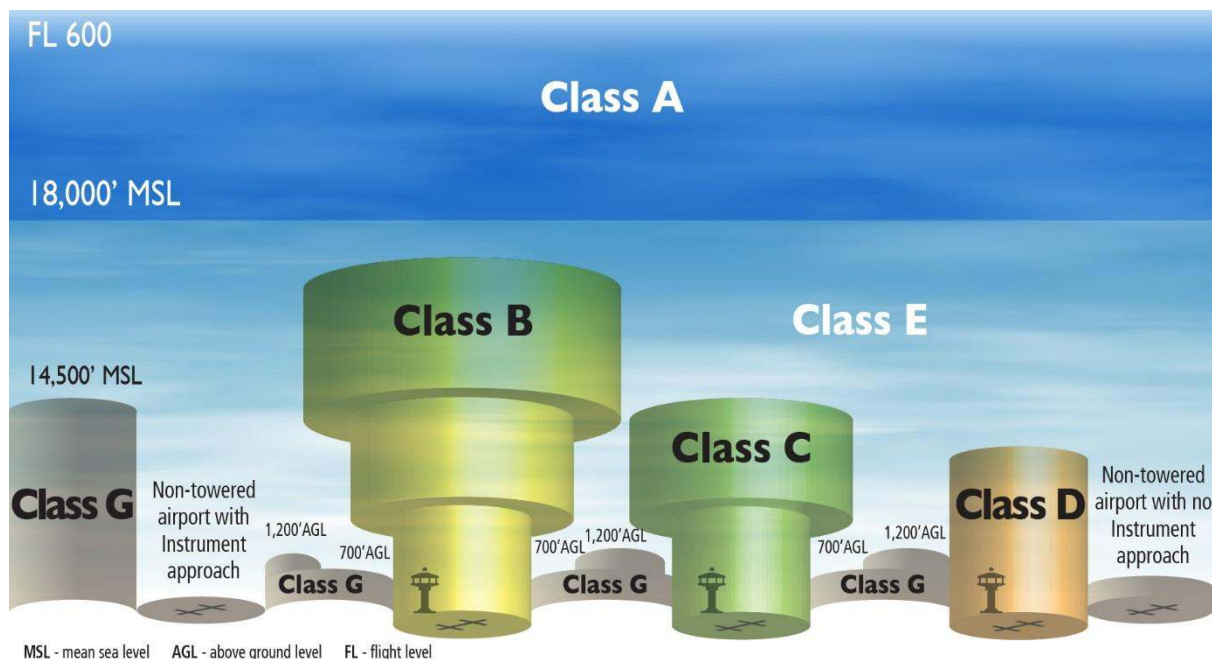 FL 600
Class A
18,000’ MSL
Class B
Class E
14,500’ MSL
Class C
Class G
Non-towered
airport with
Instrument
approach
1,200’AGL
700’AGL
Class G
700’AGL
1,200’AGL
Class G
700’AGL
1,200’AGL
Class G
Class D
Non-towered
airport with no
Instrument
approach
MSL - mean sea level AGL - above ground level FL - flight level